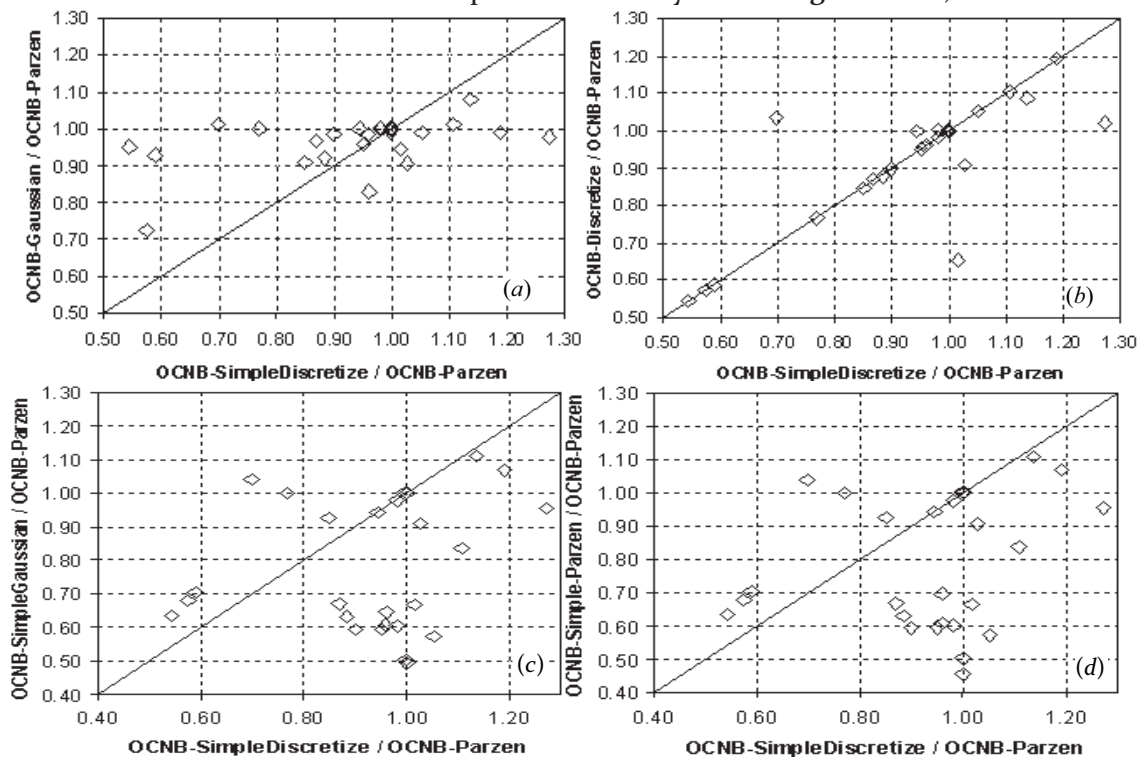 1.30
1.20
1.10
1.00
0.90
0.80
0.70
0.60
0.50
0.50 0.60 0.70 0.80 0.90 1.00 1.10 1.20 1.30
OCNB-Gaussian / OCNB-Parzen
(a)
OCNB-SimpleDiscretize / OCNB-Parzen
1.30
1.20
1.10
1.00
0.90
0.80
0.70
0.60
0.50
0.50 0.60 0.70 0.80 0.90 1.00 1.10 1.20 1.30
OCNB-Discretize / OCNB-Parzen
(b)
OCNB-SimpleDiscretize / OCNB-Parzen
1.30
1.20
1.10
1.00
0.90
0.80
0.70
0.60
0.50
0.40
0.40 0.60 0.80 1.00 1.20
OCNB-SimpleGaussian / OCNB-Parzen
(c)
OCNB-SimpleDiscretize / OCNB-Parzen
1.30
1.20
1.10
1.00
0.90
0.80
0.70
0.60
0.50
0.40
0.40 0.60 0.80 1.00 1.20
OCNB-Simple-Parzen / OCNB-Parzen
(d)
OCNB-SimpleDiscretize / OCNB-Parzen